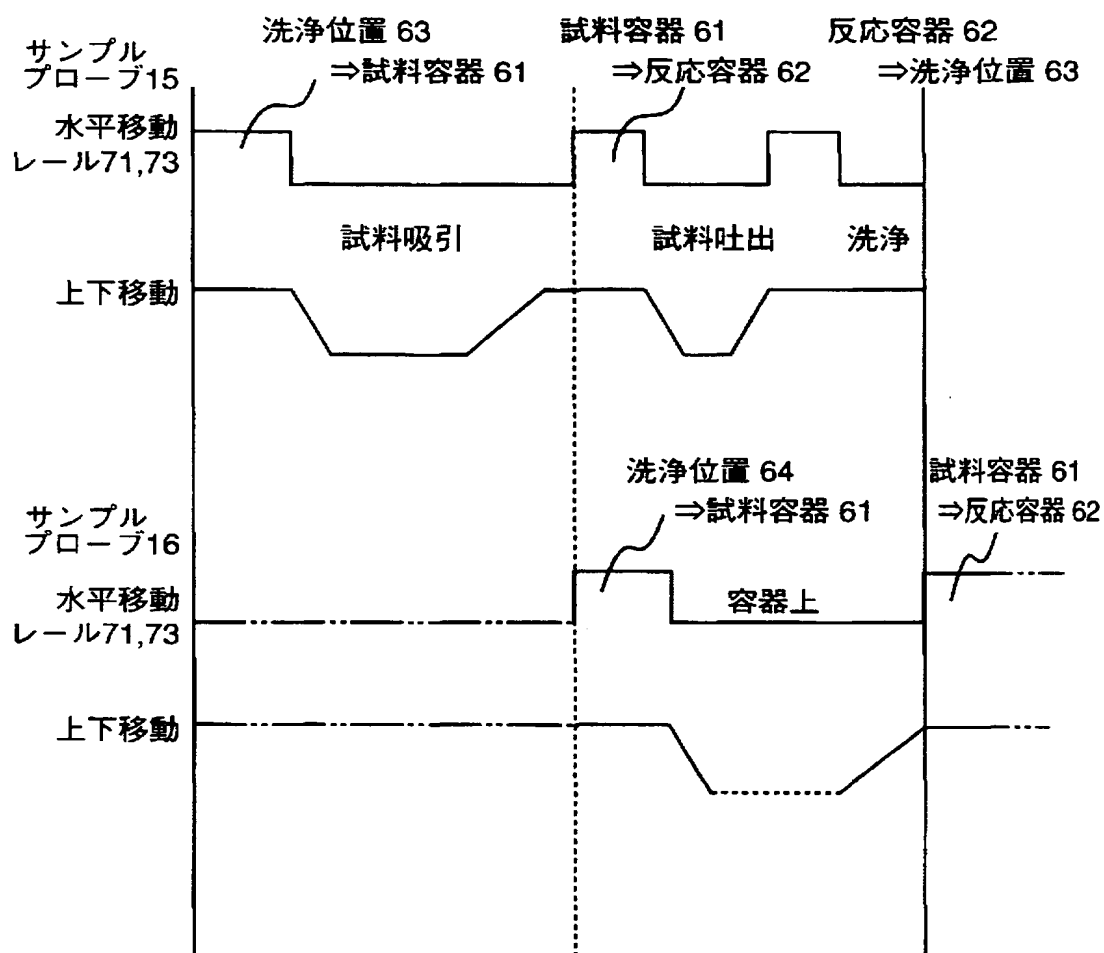 洗浄位置 63
⇒試料容器 61
試料容器 61
⇒反応容器 62
反応容器 62
⇒洗浄位置 63
サンプル
プローブ15
水平移動
レール71,73
試料吸引
試料吐出
洗浄
上下移動
洗浄位置 64
⇒試料容器 61
試料容器 61
⇒反応容器 62
サンプル
プローブ16
水平移動
レール71,73
容器上
上下移動